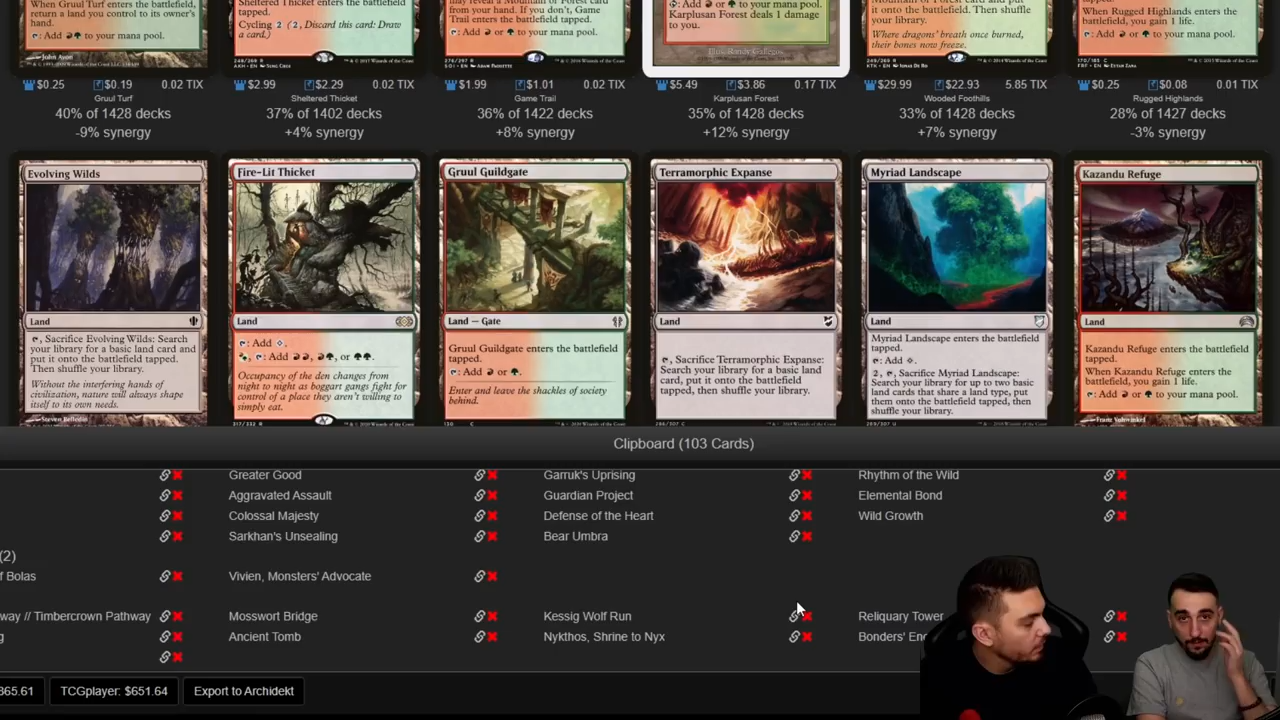 When Gruul Turf enters the battlefield,
return a land you control to its owner's
hand.
: Add or to your mana pool.
John Avon
Sheltered Thicket enters the battlefield
tapped.
Cycling 2 (2, Discard this card: Draw
a card.)
may reveal a Mountain or Forest card
from your hand. If you don't, Game
Trail enters the battlefield tapped.
: Add or to your mana pool.
: Add or to your mana pool.
Karplusan Forest deals 1 damage
to you.
Illus. Randy Gallegos
Mountain or Forest card and put it
onto the battlefield. Then shuffle
your library.
Where dragons' breath once burned,
their bones now freeze.
Rugged Highlands enters the
battlefield tapped.
When Rugged Highlands enters the
battlefield, you gain 1 life.
: Add or to your mana pool.
$0.25 $0.19 0.02 TIX
Gruul Turf
40% of 1428 decks
-9% synergy
$2.99 $2.29 0.02 TIX
Sheltered Thicket
37% of 1402 decks
+4% synergy
$1.99 $1.01 0.02 TIX
Game Trail
36% of 1422 decks
+8% synergy
$5.49 $3.86 0.17 TIX
Karplusan Forest
35% of 1428 decks
+12% synergy
$29.99 $22.93 5.85 TIX
Wooded Foothills
33% of 1428 decks
+7% synergy
$0.25 $0.08 0.01 TIX
Rugged Highlands
28% of 1427 decks
-3% synergy
Evolving Wilds
Land
, Sacrifice Evolving Wilds: Search
your library for a basic land card and
put it onto the battlefield tapped.
Then shuffle your library.
Without the interfering hands of
civilization, nature will always shape
itself to its own needs.
Fire-Lit Thicket
Land
: Add
, : Add , , or .
Occupancy of the den changes from
night to night as boggart gangs fight for
control of a place they aren't willing to
simply eat.
Gruul Guildgate
Land — Gate
Gruul Guildgate enters the battlefield
tapped.
: Add or .
Enter and leave the shackles of society
behind.
Terramorphic Expanse
Land
, Sacrifice Terramorphic Expanse:
Search your library for a basic land
card, put it onto the battlefield
tapped, then shuffle your library.
Myriad Landscape
Land
Myriad Landscape enters the battlefield
tapped.
: Add .
2, , Sacrifice Myriad Landscape:
Search your library for up to two basic
land cards that share a land type, put
them onto the battlefield tapped, then
shuffle your library.
Kazandu Refuge
Land
Kazandu Refuge enters the battlefield
tapped.
When Kazandu Refuge enters the
battlefield, you gain 1 life.
: Add or to your mana pool.
Clipboard (103 Cards)
Greater Good Garruk's Uprising Rhythm of the Wild
Aggravated Assault Guardian Project Elemental Bond
Colossal Majesty Defense of the Heart Wild Growth
Sarkhan's Unsealing Bear Umbra
(2)
f Bolas Vivien, Monsters' Advocate
way // Timbercrown Pathway Mosswort Bridge Kessig Wolf Run Reliquary Tower
g Ancient Tomb Nykthos, Shrine to Nyx Bonders' En
865.61 TCGplayer: $651.64 Export to Archidekt